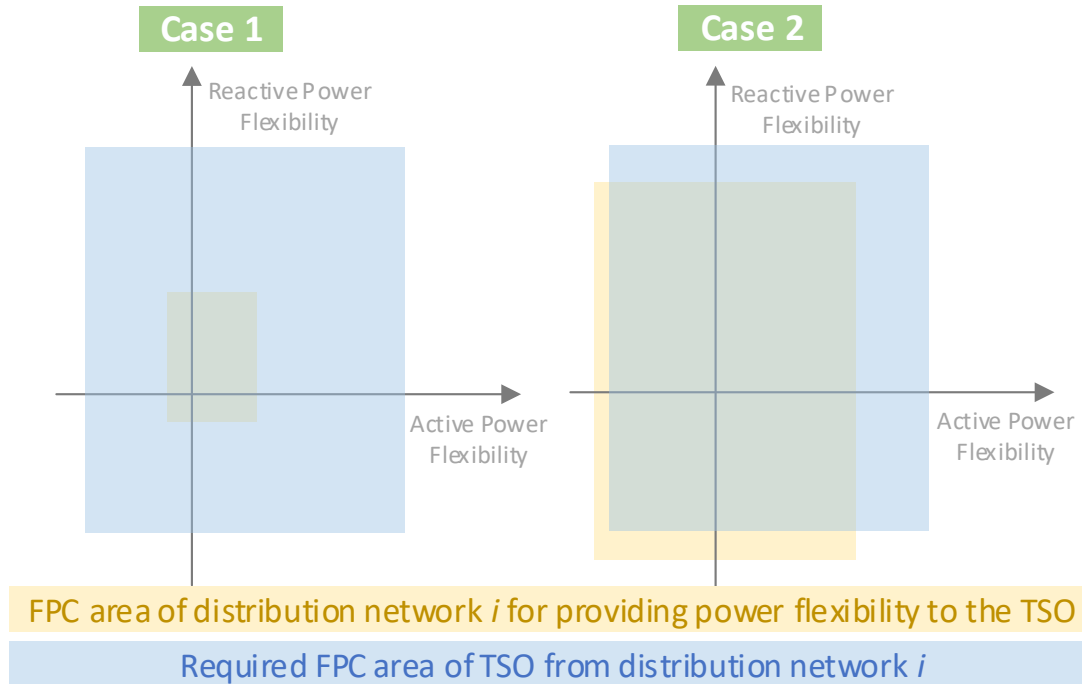 Case 1
Case 2
Reactive Power
Flexibility
Reactive Power
Flexibility
Active Power
Flexibility
Active Power
Flexibility
FPC area of distribution network i for providing power flexibility to the TSO
Required FPC area of TSO from distribution network i